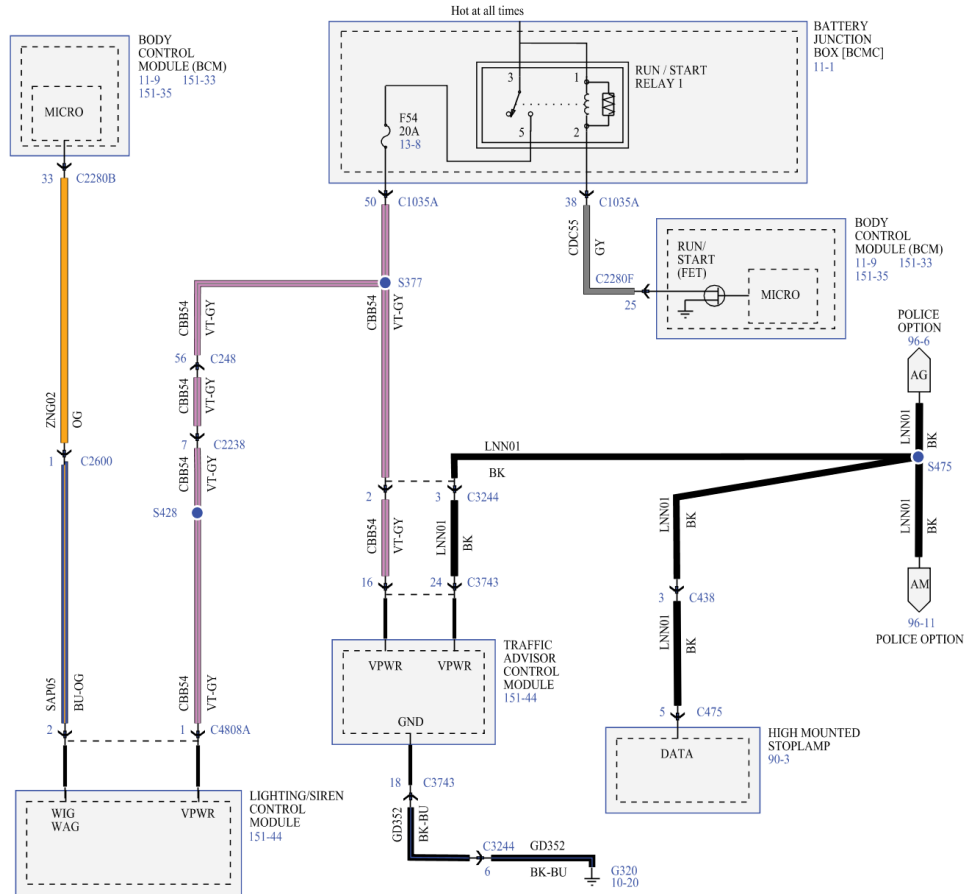 Hot at all times
BODY
CONTROL
MODULE (BCM)
11-9 151-33
151-35
MICRO
33 C2280B
ZNG02
OG
1 C2600
SAP05
BU-OG
2
WIG
WAG
BATTERY
JUNCTION
BOX [BCMC]
11-1
RUN / START
RELAY 1
3
1
5
2
F54
20A
13-8
50 C1035A
38 C1035A
CDC55
GY
C2280F
25
BODY
CONTROL
MODULE (BCM)
11-9 151-33
151-35
RUN/
START
(FET)
MICRO
S377
CBB54
VT-GY
CBB54
VT-GY
56 C248
CBB54
VT-GY
7 C2238
CBB54
VT-GY
S428
CBB54
VT-GY
1 C4808A
VPWR
LIGHTING/SIREN
CONTROL
MODULE
151-44
POLICE
OPTION
96-6
AG
LNN01
BK
S475
LNN01
BK
AM
96-11
POLICE OPTION
LNN01
BK
2
3 C3244
CBB54
VT-GY
LNN01
BK
16
24 C3743
VPWR
VPWR
GND
TRAFFIC
ADVISOR
CONTROL
MODULE
151-44
18 C3743
GD352
BK-BU
C3244
6
GD352
BK-BU
G320
10-20
LNN01
BK
3 C438
LNN01
BK
5 C475
DATA
HIGH MOUNTED
STOPLAMP
90-3